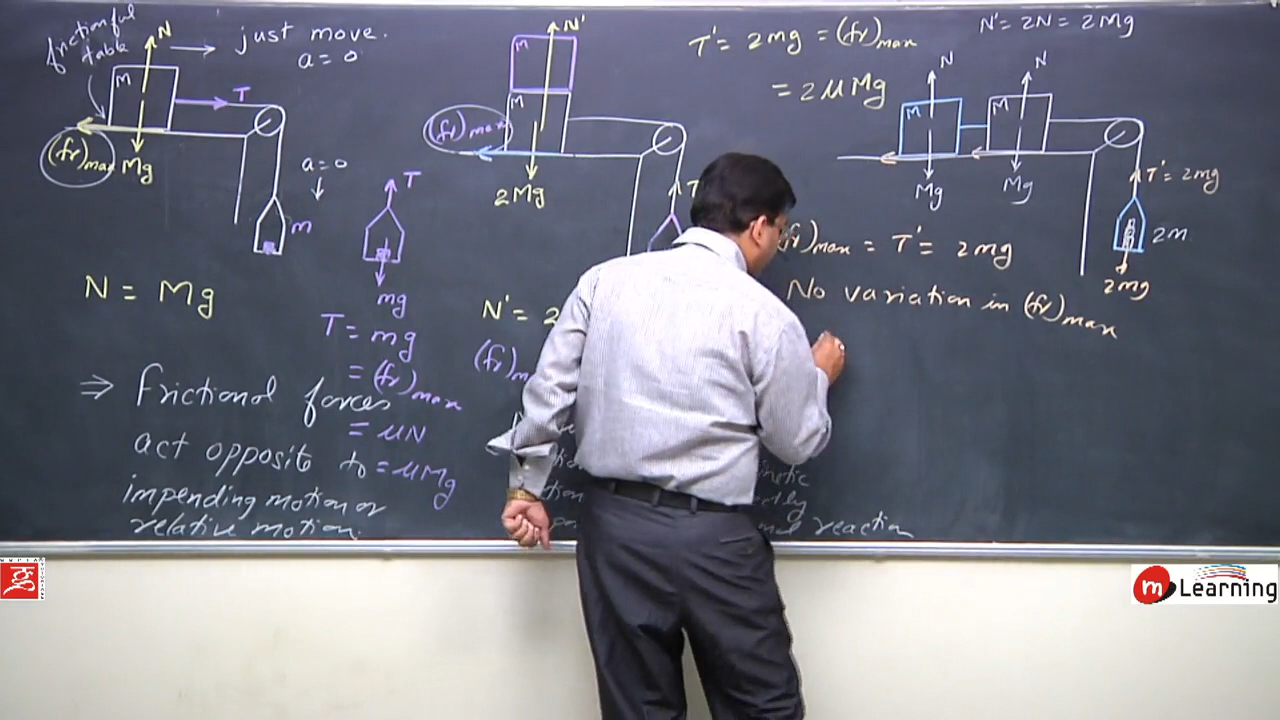 frictionful
table
N
just move.
a = 0
M
T
(fr)max
Mg
a = 0
m
T
mg
N = Mg
T = mg
= (fr)max
= μN
= μMg
⇒ Frictional forces
act opposite to
impending motion or
relative motion.
N'
M
M
(fr)max
2Mg
T
N' = 2
(fr)m
reaction
T' = 2mg = (fr)max
= 2μMg
N' = 2N = 2Mg
N
N
M
M
Mg
Mg
T' = 2mg
2m
2mg
(fr)max = T' = 2mg
No variation in (fr)max
m Learning